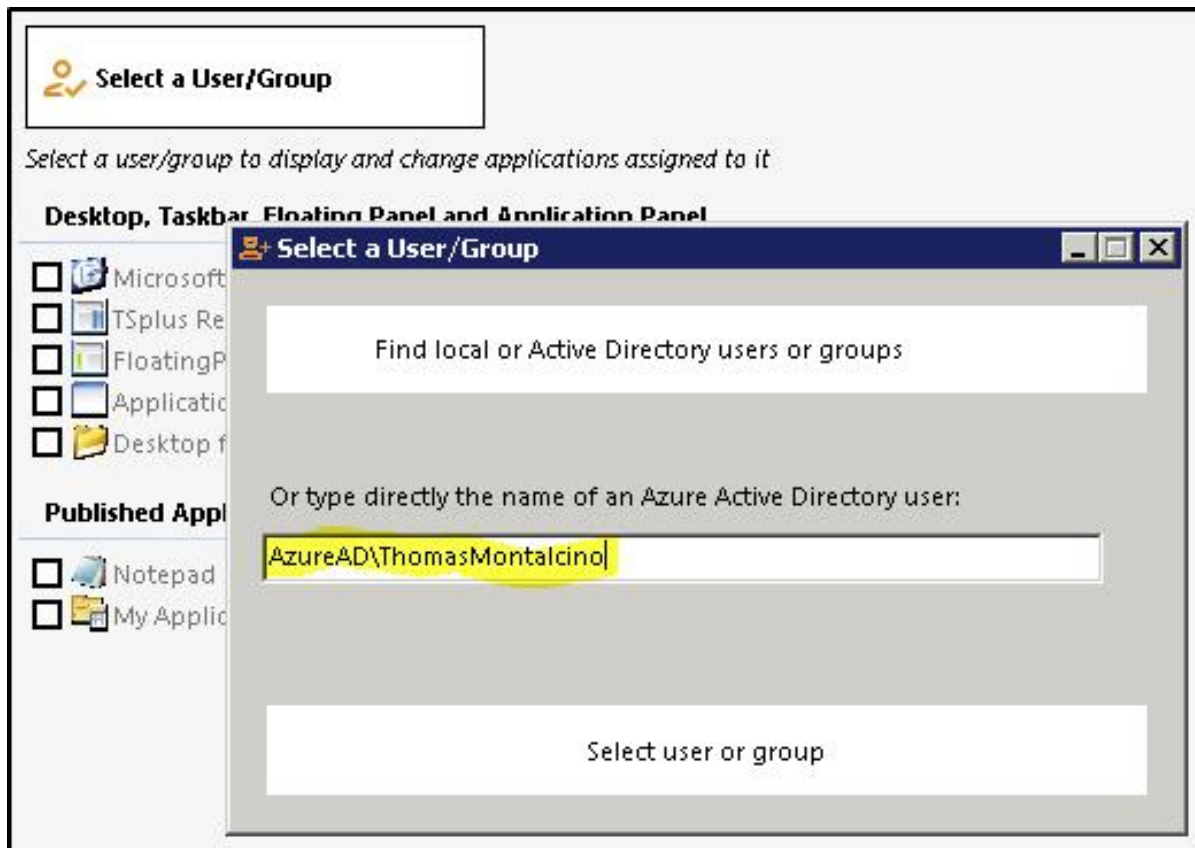 Select a User/Group
Select a user/group to display and change applications assigned to it
Desktop, Taskbar, Floating Panel and Application Panel
Select a User/Group
Microsoft
TSplus Re
FloatingP
Applicatio
Desktop f
Find local or Active Directory users or groups
Or type directly the name of an Azure Active Directory user:
AzureAD\ThomasMontalcino
Published Appl
Notepad
My Applic
Select user or group